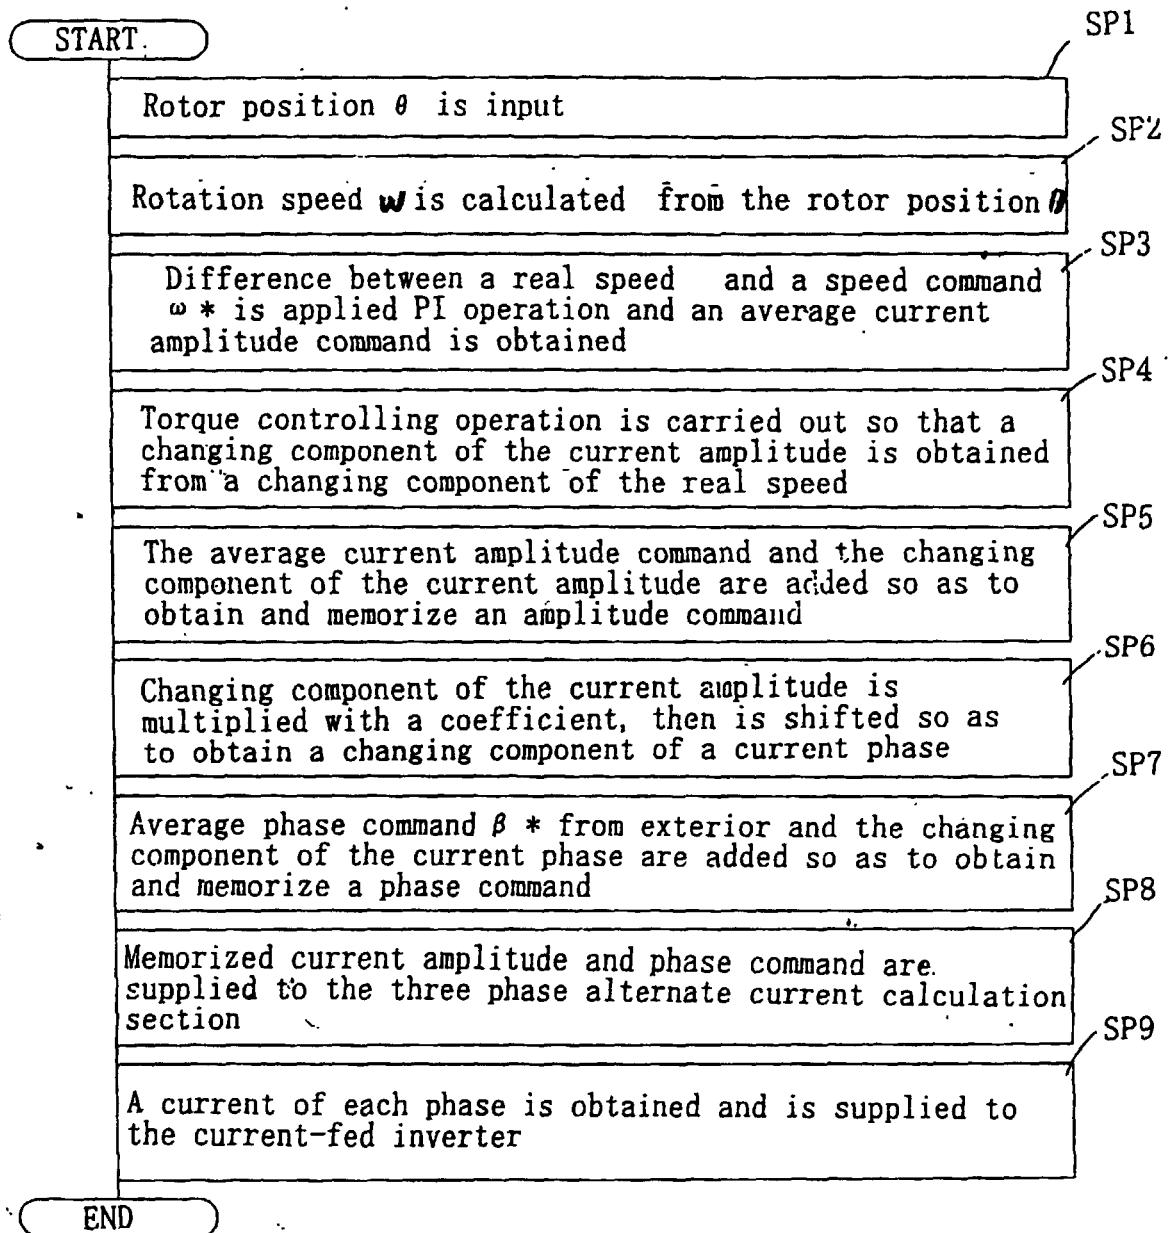 START
SP1
Rotor position θ is input
SP2
Rotation speed ω is calculated from the rotor position θ
SP3
Difference between a real speed and a speed command
ω * is applied PI operation and an average current
amplitude command is obtained
SP4
Torque controlling operation is carried out so that a
changing component of the current amplitude is obtained
from a changing component of the real speed
SP5
The average current amplitude command and the changing
component of the current amplitude are added so as to
obtain and memorize an amplitude command
SP6
Changing component of the current amplitude is
multiplied with a coefficient, then is shifted so as
to obtain a changing component of a current phase
SP7
Average phase command β * from exterior and the changing
component of the current phase are added so as to obtain
and memorize a phase command
SP8
Memorized current amplitude and phase command are
supplied to the three phase alternate current calculation
section
SP9
A current of each phase is obtained and is supplied to
the current-fed inverter
END